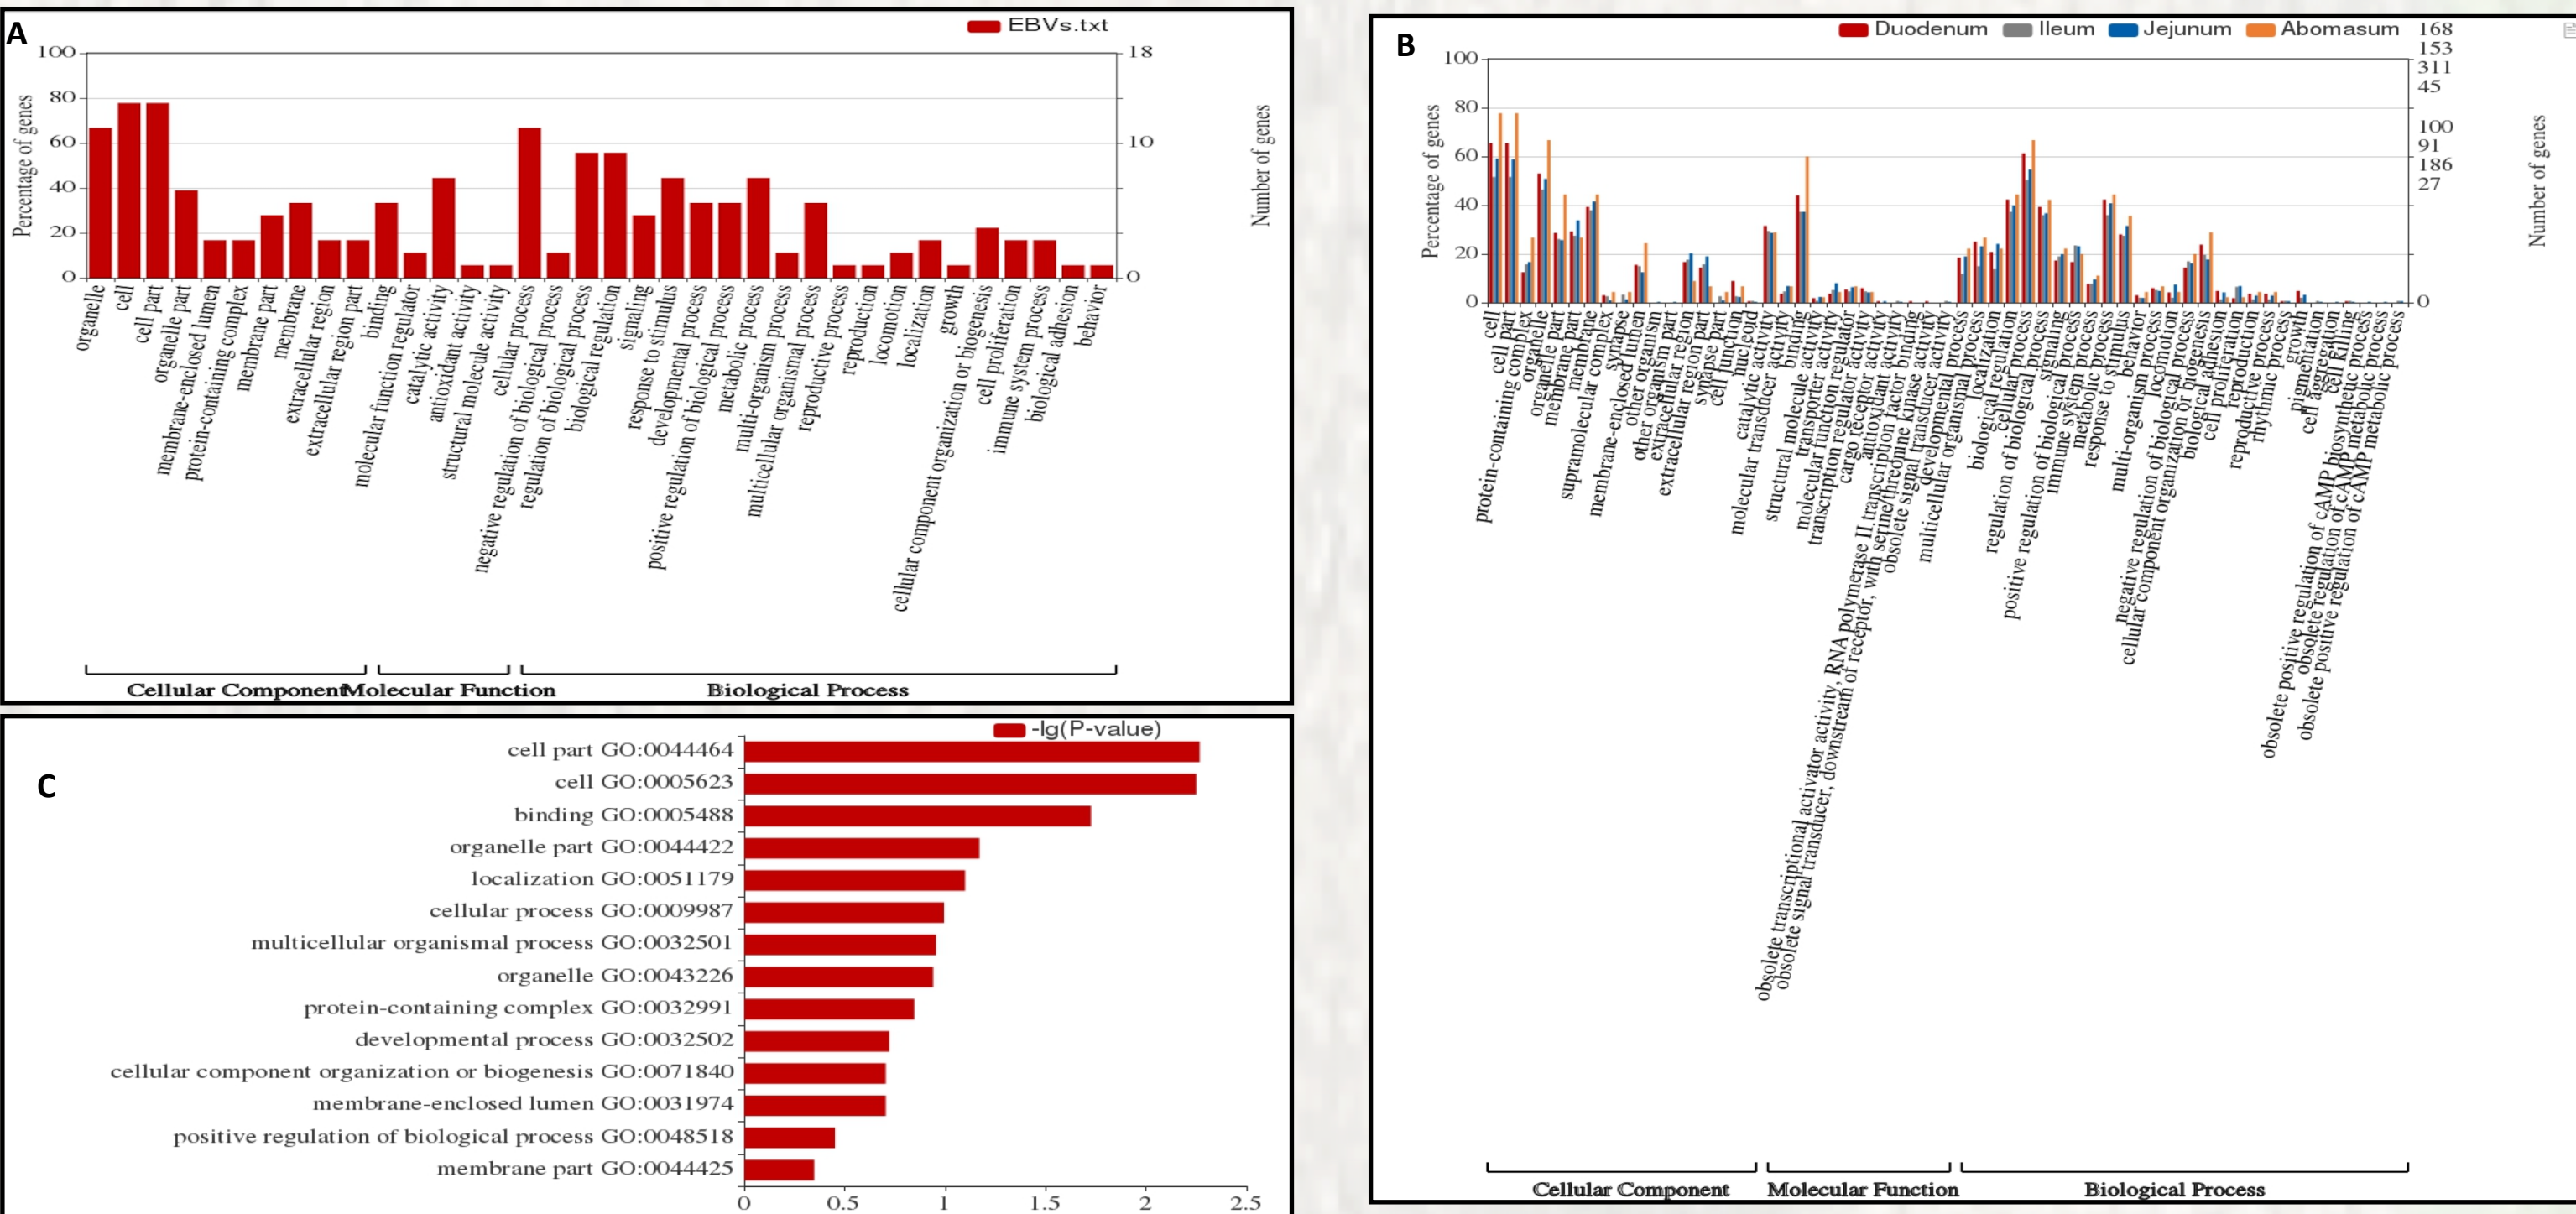 A
EBVs.txt
100
80
60
40
20
0
18
10
0
Percentage of genes
Number of genes
organelle
cell
cell part
organelle part
membrane-enclosed lumen
protein-containing complex
membrane part
membrane
extracellular region
extracellular region part
binding
molecular function regulator
catalytic activity
antioxidant activity
structural molecule activity
cellular process
negative regulation of biological process
regulation of biological process
biological regulation
signaling
response to stimulus
developmental process
positive regulation of biological process
metabolic process
multi-organism process
multicellular organismal process
reproductive process
reproduction
locomotion
localization
growth
cellular component organization or biogenesis
cell proliferation
immune system process
biological adhesion
behavior
Cellular Component
Molecular Function
Biological Process
B
Duodenum
Ileum
Jejunum
Abomasum
100
80
60
40
20
0
168
153
311
45
100
91
186
27
0
Percentage of genes
Number of genes
cell
cell part
protein-containing complex
organelle
organelle part
membrane part
membrane
supramolecular complex
synapse
membrane-enclosed lumen
other organism
other organism part
extracellular region
extracellular region part
synapse part
cell junction
nucleoid
catalytic activity
molecular transducer activity
binding
structural molecule activity
transporter activity
molecular function regulator
transcription regulator activity
cargo receptor activity
antioxidant activity
obsolete transcriptional activator activity, RNA polymerase II transcription factor binding
obsolete signal transducer, downstream of receptor, with serine/threonine kinase activity
obsolete signal transducer activity
developmental process
multicellular organismal process
localization
biological regulation
cellular process
regulation of biological process
signaling
positive regulation of biological process
immune system process
metabolic process
response to stimulus
behavior
multi-organism process
locomotion
negative regulation of biological process
cellular component organization or biogenesis
biological adhesion
cell proliferation
reproduction
reproductive process
rhythmic process
growth
pigmentation
cell aggregation
cell killing
obsolete positive regulation of cAMP biosynthetic process
obsolete regulation of cAMP metabolic process
obsolete positive regulation of cAMP metabolic process
Cellular Component
Molecular Function
Biological Process
C
-lg(P-value)
cell part GO:0044464
cell GO:0005623
binding GO:0005488
organelle part GO:0044422
localization GO:0051179
cellular process GO:0009987
multicellular organismal process GO:0032501
organelle GO:0043226
protein-containing complex GO:0032991
developmental process GO:0032502
cellular component organization or biogenesis GO:0071840
membrane-enclosed lumen GO:0031974
positive regulation of biological process GO:0048518
membrane part GO:0044425
0
0.5
1
1.5
2
2.5